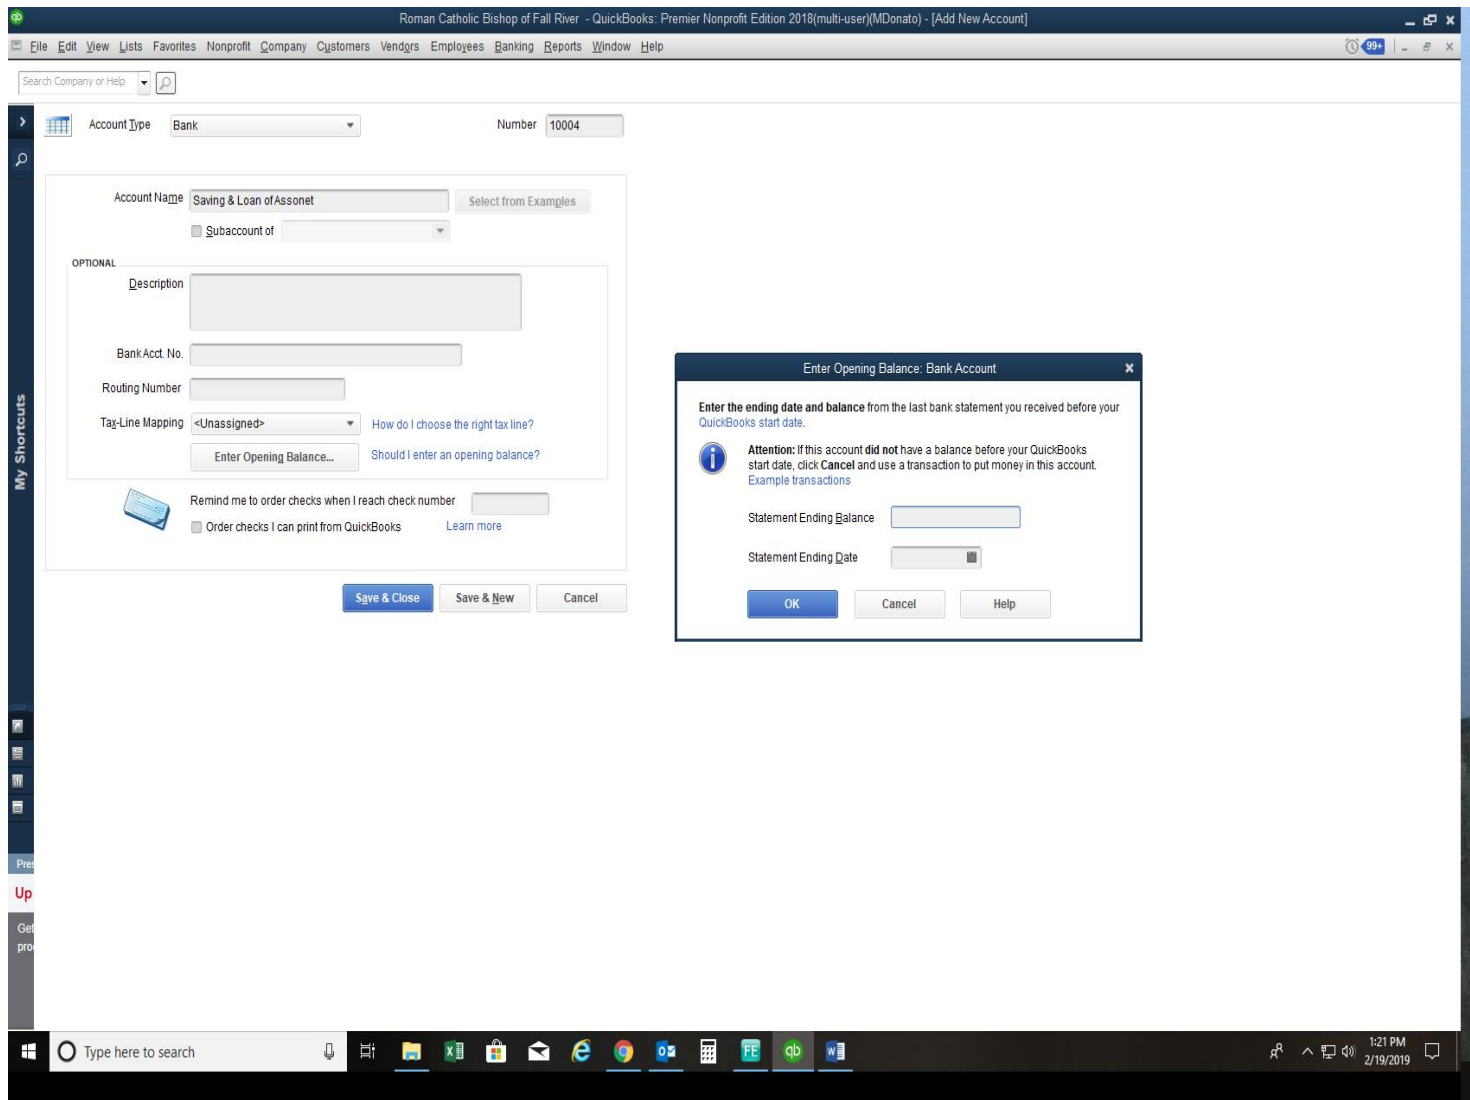 qb
Roman Catholic Bishop of Fall River - QuickBooks: Premier Nonprofit Edition 2018(multi-user)(MDonato) - [Add New Account]
File Edit View Lists Favorites Nonprofit Company Customers Vendors Employees Banking Reports Window Help
99+
Search Company or Help
Account Type Bank Number 10004
Account Name Saving & Loan of Assonet Select from Examples
Subaccount of
OPTIONAL
Description
Bank Acct. No.
Routing Number
Tax-Line Mapping <Unassigned> How do I choose the right tax line?
Enter Opening Balance... Should I enter an opening balance?
Remind me to order checks when I reach check number
Order checks I can print from QuickBooks Learn more
Save & Close Save & New Cancel
My Shortcuts
Enter Opening Balance: Bank Account
Enter the ending date and balance from the last bank statement you received before your
QuickBooks start date.
Attention: If this account did not have a balance before your QuickBooks
start date, click Cancel and use a transaction to put money in this account.
Example transactions
Statement Ending Balance
Statement Ending Date
OK Cancel Help
Pres
Up
Get
pro
Type here to search
FE
qb
1:21 PM
2/19/2019